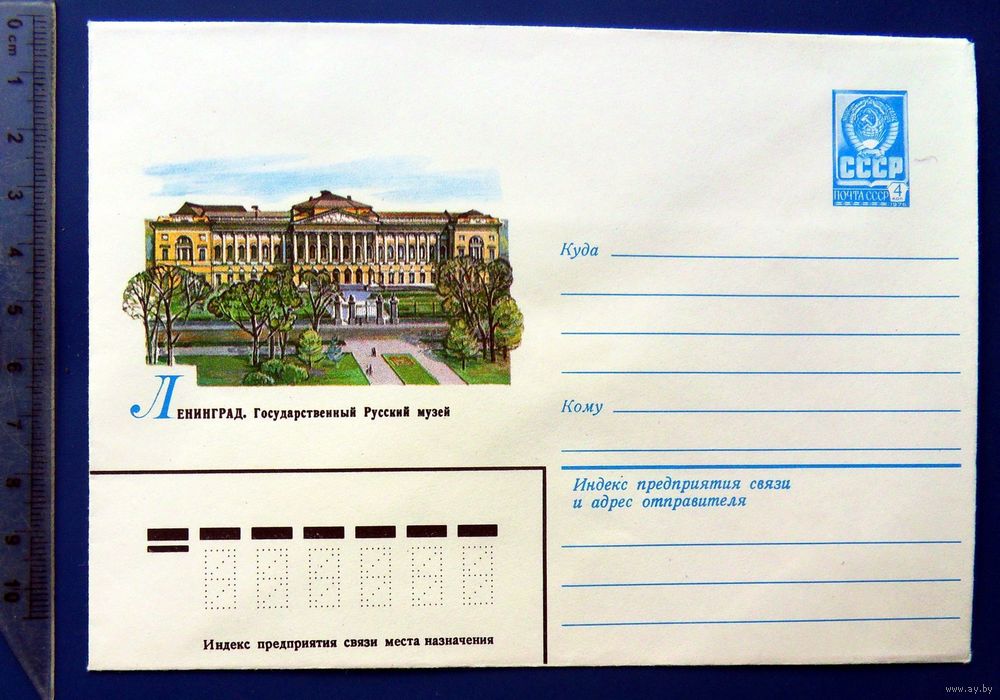 0 cm
1
2
3
4
5
6
7
8
9
10
СССР
ПОЧТА СССР
4
КОП
1976
Куда
ЛЕНИНГРАД. Государственный Русский музей
Кому
Индекс предприятия связи
и адрес отправителя
Индекс предприятия связи места назначения
www.ay.by